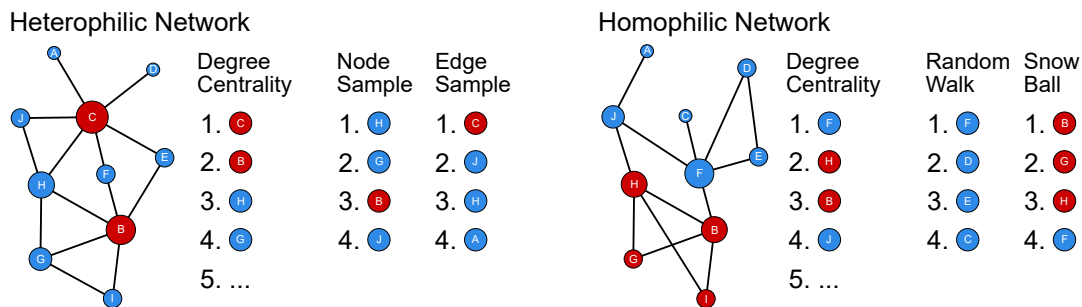 Heterophilic Network
A
D
C
J
E
F
H
B
G
I
Degree
Centrality
1. C
2. B
3. H
4. G
5. ...
Node
Sample
1. H
2. G
3. B
4. J
Edge
Sample
1. C
2. J
3. H
4. A
Homophilic Network
A
D
J
C
E
F
H
B
G
I
Degree
Centrality
1. F
2. H
3. B
4. J
5. ...
Random
Walk
1. F
2. D
3. E
4. C
Snow
Ball
1. B
2. G
3. H
4. F